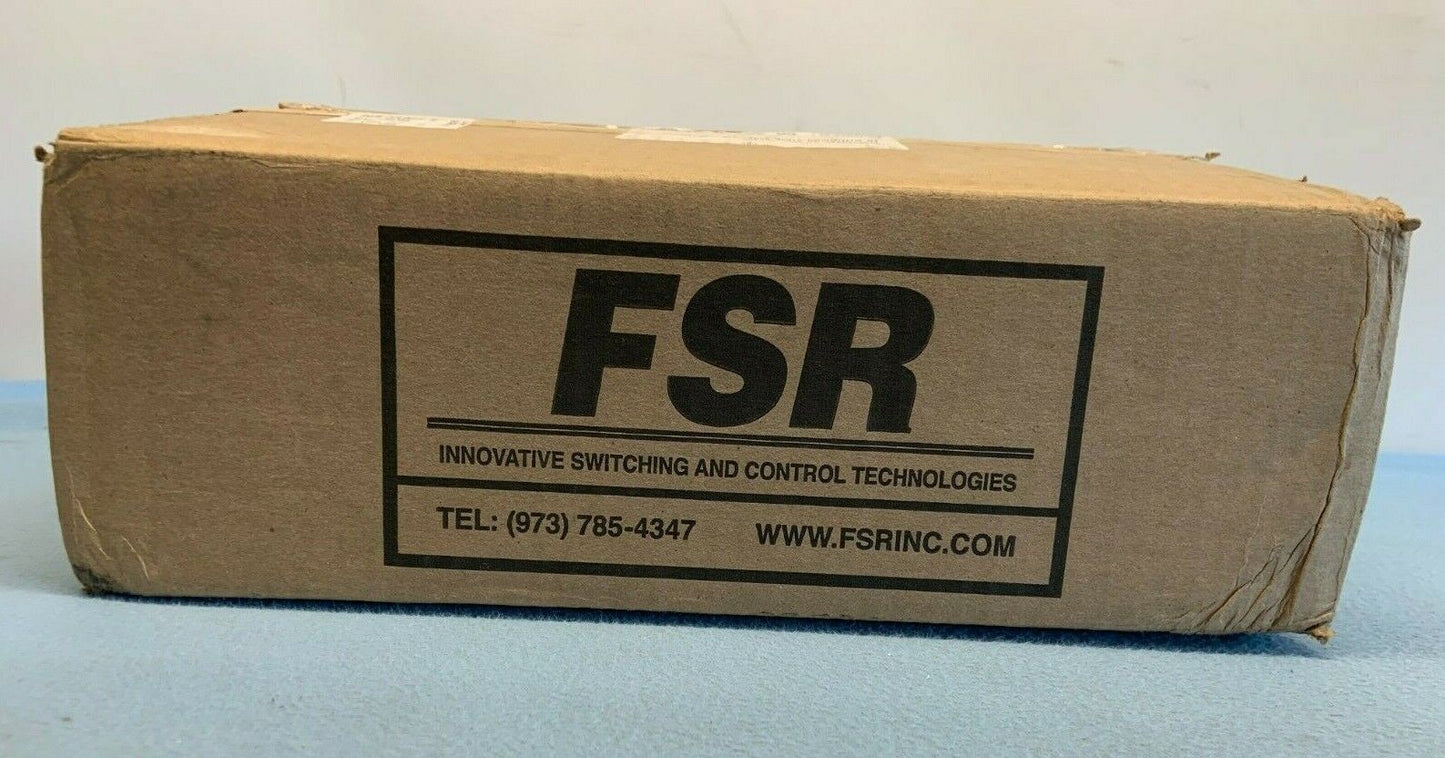 FSR
INNOVATIVE SWITCHING AND CONTROL TECHNOLOGIES
TEL: (973) 785-4347 WWW.FSRINC.COM